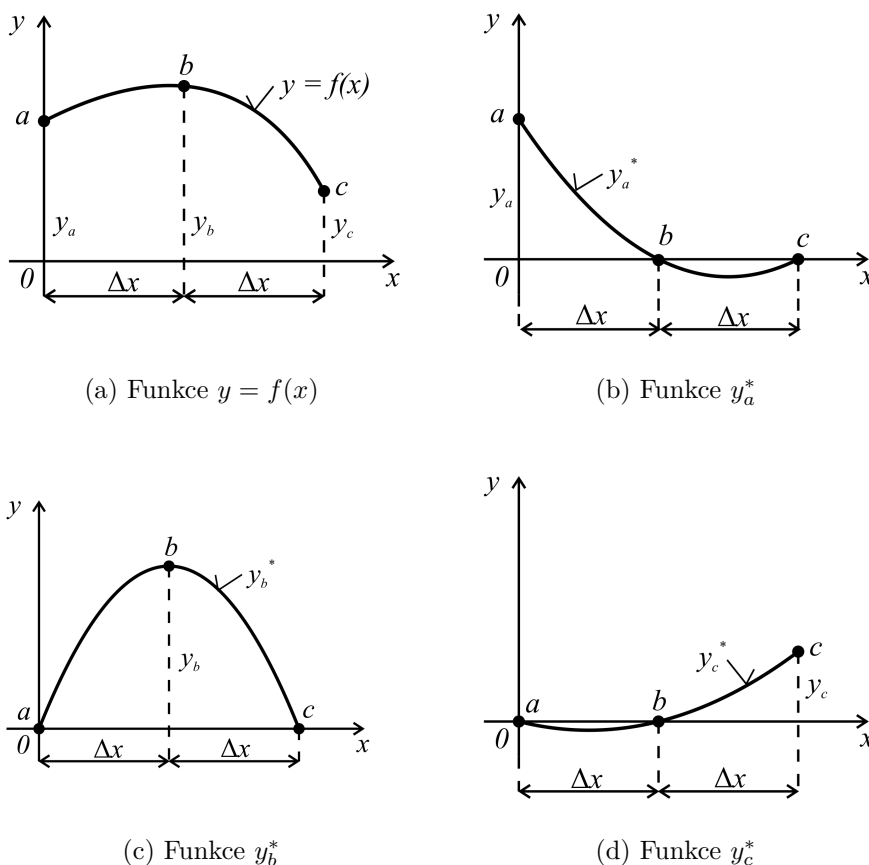 y
b
y = f(x)
a
c
y_a
y_b
y_c
0
x
Δx
Δx
(a) Funkce y = f(x)
y
a
y_a^*
y_a
b
c
0
x
Δx
Δx
(b) Funkce y_a^*
y
b
y_b^*
y_b
a
c
0
x
Δx
Δx
(c) Funkce y_b^*
y
y_c^*
c
a
b
y_c
0
x
Δx
Δx
(d) Funkce y_c^*